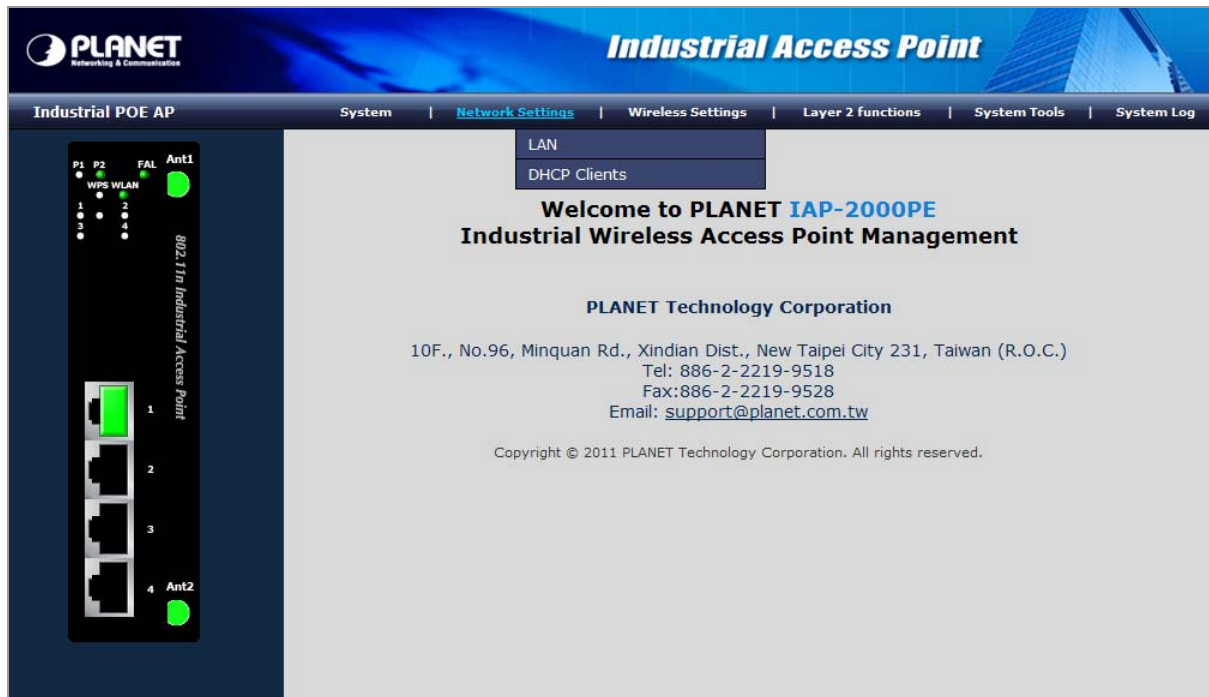 PLANET
Networking & Communication
Industrial Access Point
Industrial POE AP
System | Network Settings | Wireless Settings | Layer 2 functions | System Tools | System Log
LAN
DHCP Clients
P1 P2 FAL Ant1
WPS WLAN
1 2
3 4
802.11n Industrial Access Point
1
2
3
4 Ant2
Welcome to PLANET IAP-2000PE
Industrial Wireless Access Point Management
PLANET Technology Corporation
10F., No.96, Minquan Rd., Xindian Dist., New Taipei City 231, Taiwan (R.O.C.)
Tel: 886-2-2219-9518
Fax:886-2-2219-9528
Email: support@planet.com.tw
Copyright © 2011 PLANET Technology Corporation. All rights reserved.